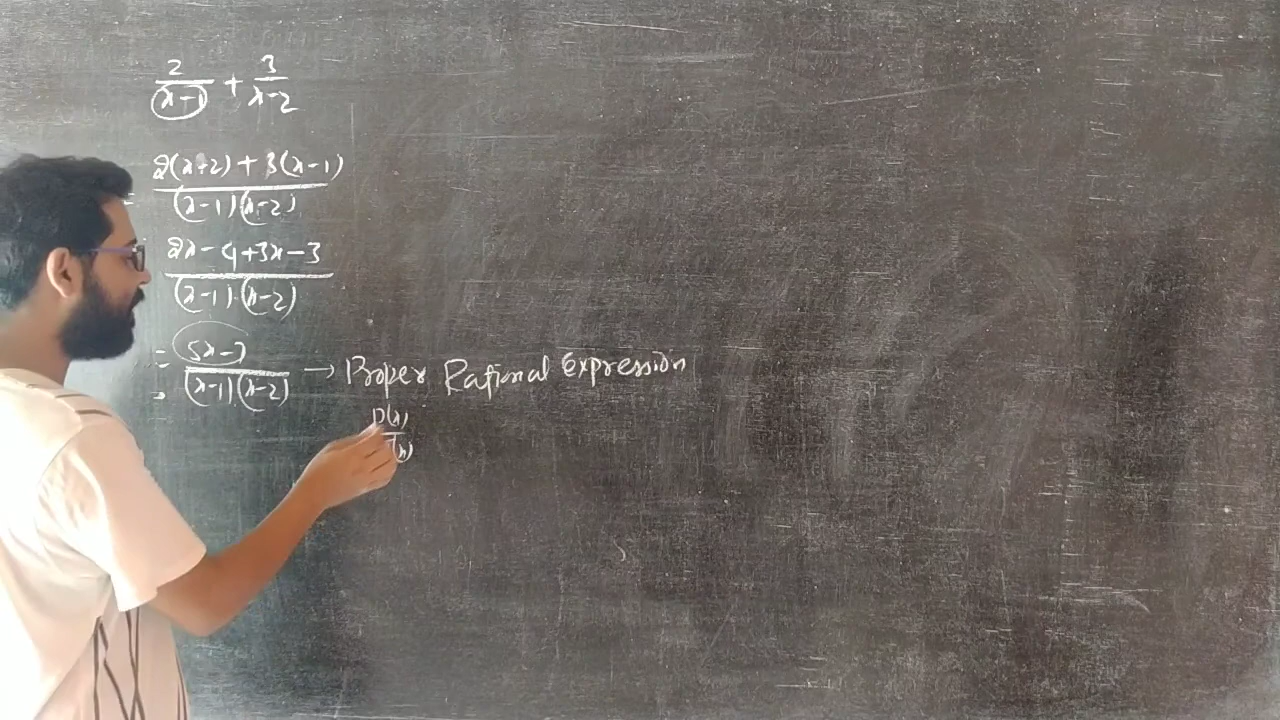 2/(x-1) + 3/(x-2)
= 2(x+2) + 3(x-1)/(x-1)(x-2)
= 2x-4+3x-3/(x-1)·(x-2)
= 5x-7/(x-1)(x-2) → Proper Rational Expression
P(x)/(x)